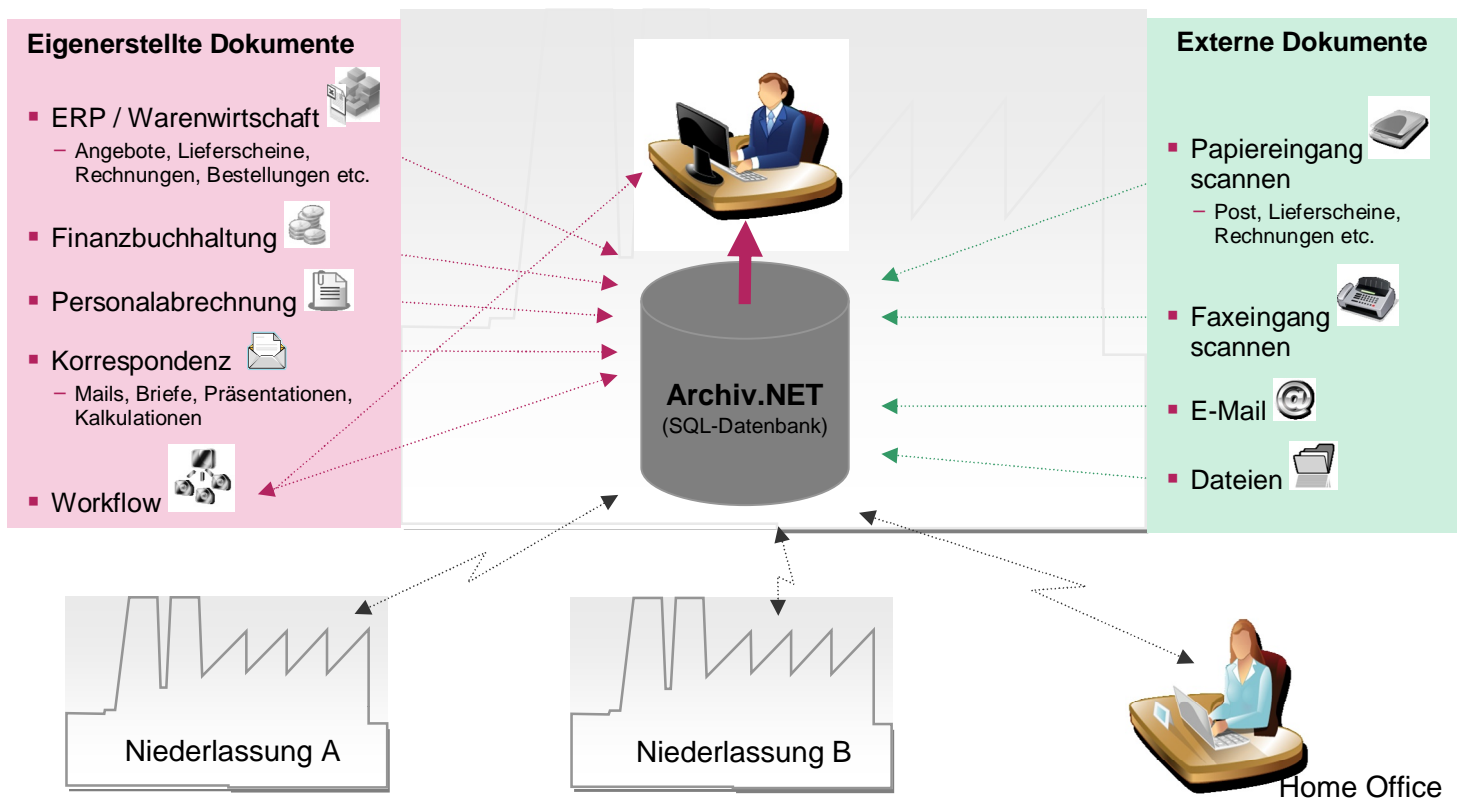 Eigenerstellte Dokumente
▪ ERP / Warenwirtschaft
– Angebote, Lieferscheine,
Rechnungen, Bestellungen etc.
▪ Finanzbuchhaltung
▪ Personalabrechnung
▪ Korrespondenz
– Mails, Briefe, Präsentationen,
Kalkulationen
▪ Workflow
Archiv.NET
(SQL-Datenbank)
Externe Dokumente
▪ Papiereingang
scannen
– Post, Lieferscheine,
Rechnungen etc.
▪ Faxeingang
scannen
▪ E-Mail @
▪ Dateien
Niederlassung A
Niederlassung B
Home Office